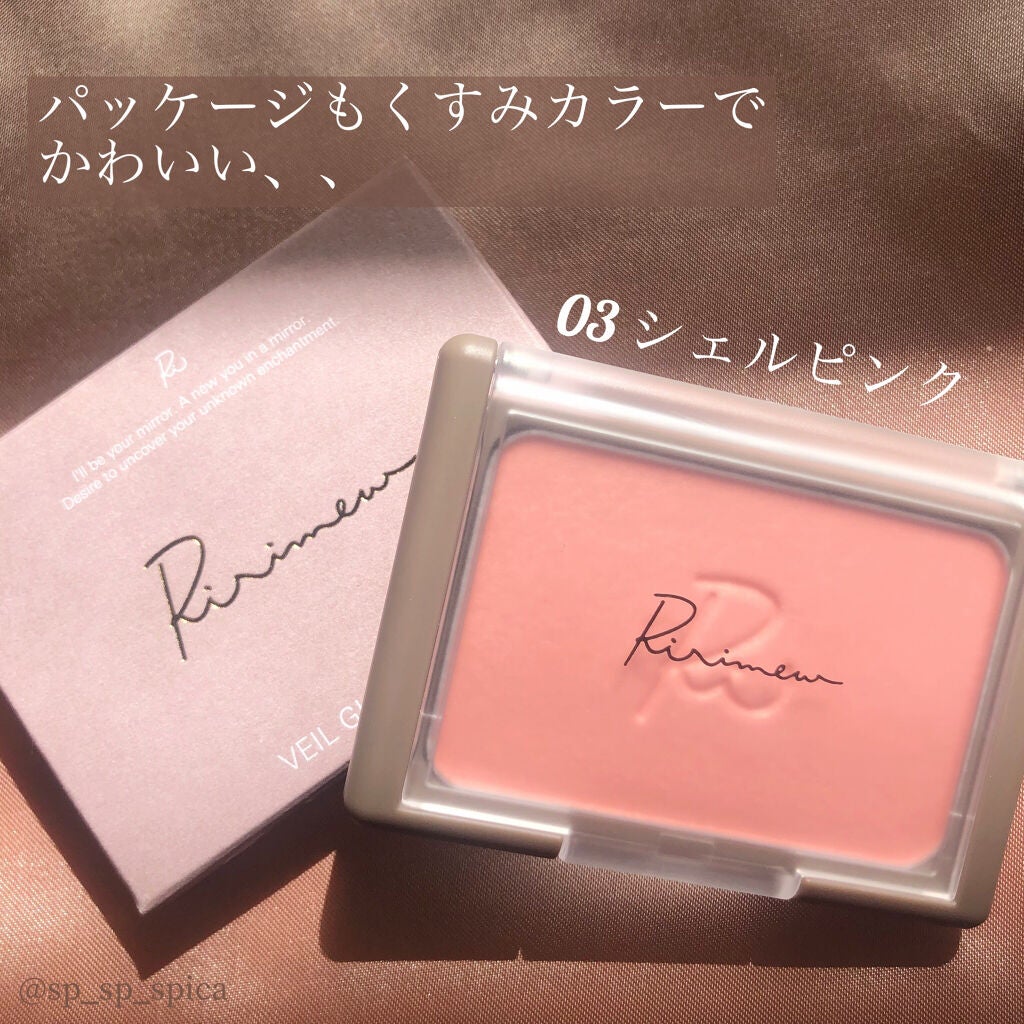 パッケージもくすみカラーで
かわいい、、
03 シェルピンク
I'll be your mirror. A new you in a mirror.
Desire to uncover your unknown enchantment
Ririmew
VEIL
Ririmew
@sp_sp_spica